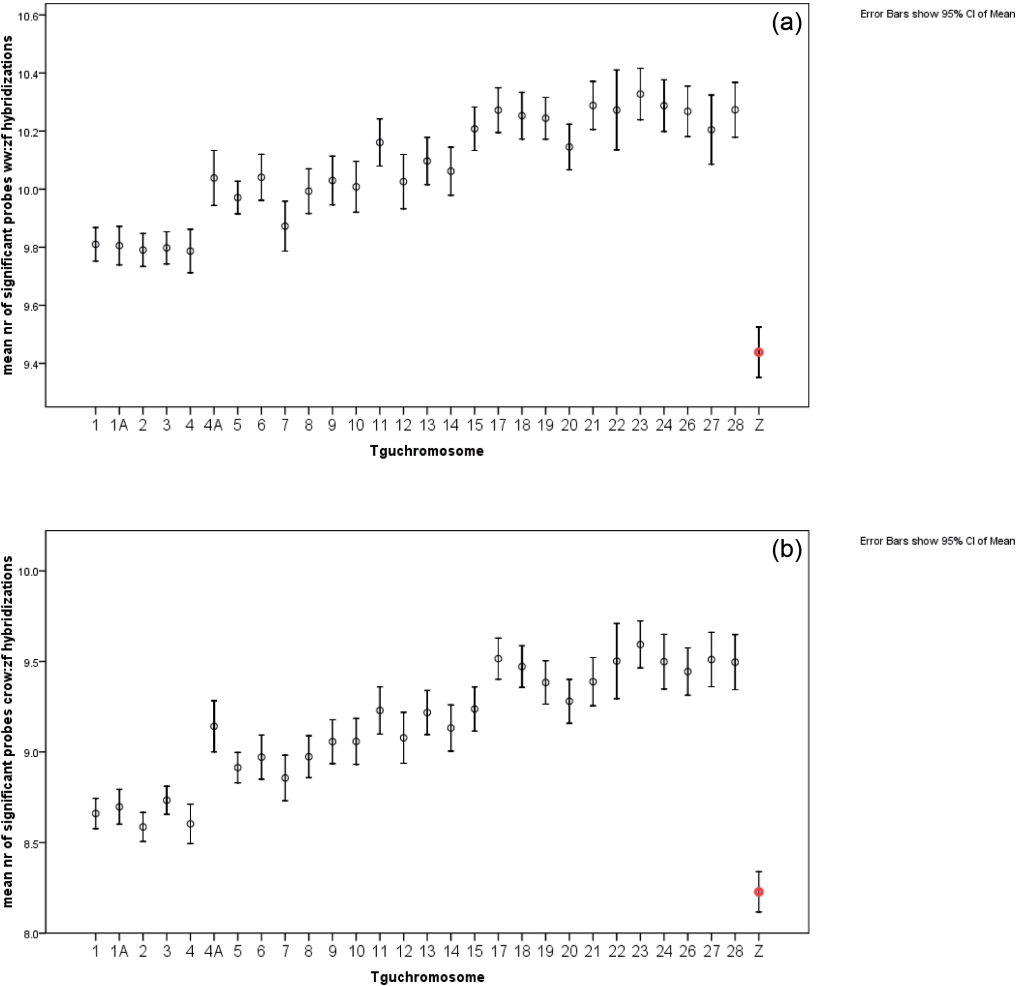 (a)
Error Bars show 95% CI of Mean
mean nr of significant probes ww:zf hybridizations
10.6
10.4
10.2
10.0
9.8
9.6
9.4
1 1A 2 3 4 4A 5 6 7 8 9 10 11 12 13 14 15 17 18 19 20 21 22 23 24 26 27 28 Z
Tguchromosome
(b)
Error Bars show 95% CI of Mean
mean nr of significant probes crow:zf hybridizations
10.0
9.5
9.0
8.5
8.0
1 1A 2 3 4 4A 5 6 7 8 9 10 11 12 13 14 15 17 18 19 20 21 22 23 24 26 27 28 Z
Tguchromosome